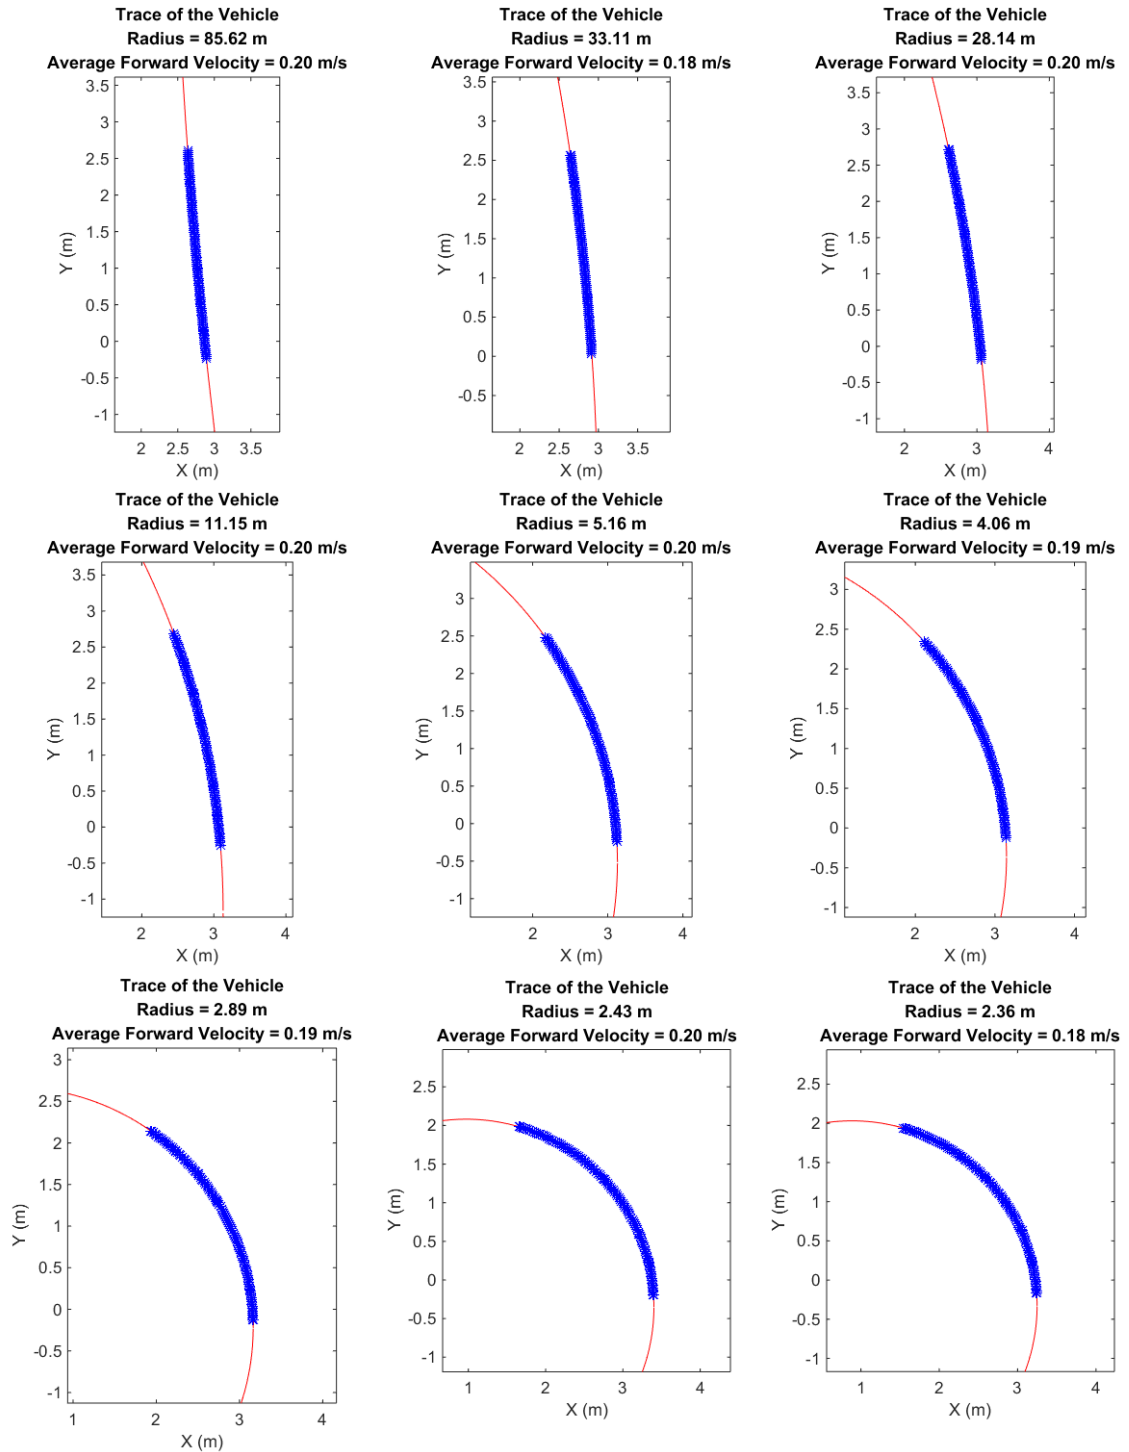 Trace of the Vehicle
Radius = 85.62 m
Average Forward Velocity = 0.20 m/s
3.5
3
2.5
2
1.5
1
0.5
0
-0.5
-1
Y (m)
2 2.5 3 3.5
X (m)
Trace of the Vehicle
Radius = 33.11 m
Average Forward Velocity = 0.18 m/s
3.5
3
2.5
2
1.5
1
0.5
0
-0.5
Y (m)
2 2.5 3 3.5
X (m)
Trace of the Vehicle
Radius = 28.14 m
Average Forward Velocity = 0.20 m/s
3.5
3
2.5
2
1.5
1
0.5
0
-0.5
-1
Y (m)
2 3 4
X (m)
Trace of the Vehicle
Radius = 11.15 m
Average Forward Velocity = 0.20 m/s
3.5
3
2.5
2
1.5
1
0.5
0
-0.5
-1
Y (m)
2 3 4
X (m)
Trace of the Vehicle
Radius = 5.16 m
Average Forward Velocity = 0.20 m/s
3
2.5
2
1.5
1
0.5
0
-0.5
-1
Y (m)
2 3 4
X (m)
Trace of the Vehicle
Radius = 4.06 m
Average Forward Velocity = 0.19 m/s
3
2.5
2
1.5
1
0.5
0
-0.5
-1
Y (m)
2 3 4
X (m)
Trace of the Vehicle
Radius = 2.89 m
Average Forward Velocity = 0.19 m/s
3
2.5
2
1.5
1
0.5
0
-0.5
-1
Y (m)
1 2 3 4
X (m)
Trace of the Vehicle
Radius = 2.43 m
Average Forward Velocity = 0.20 m/s
2.5
2
1.5
1
0.5
0
-0.5
-1
Y (m)
1 2 3 4
X (m)
Trace of the Vehicle
Radius = 2.36 m
Average Forward Velocity = 0.18 m/s
2.5
2
1.5
1
0.5
0
-0.5
-1
Y (m)
1 2 3 4
X (m)